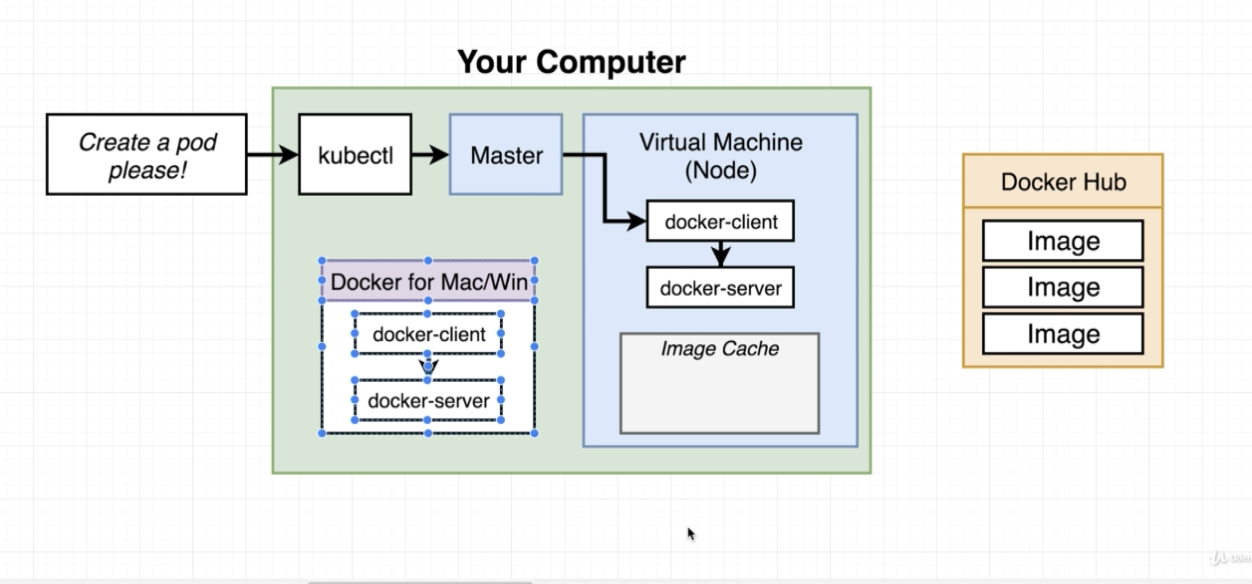 Your Computer
Create a pod
please!
kubectl
Master
Virtual Machine
(Node)
docker-client
docker-server
Image Cache
Docker for Mac/Win
docker-client
docker-server
Docker Hub
Image
Image
Image